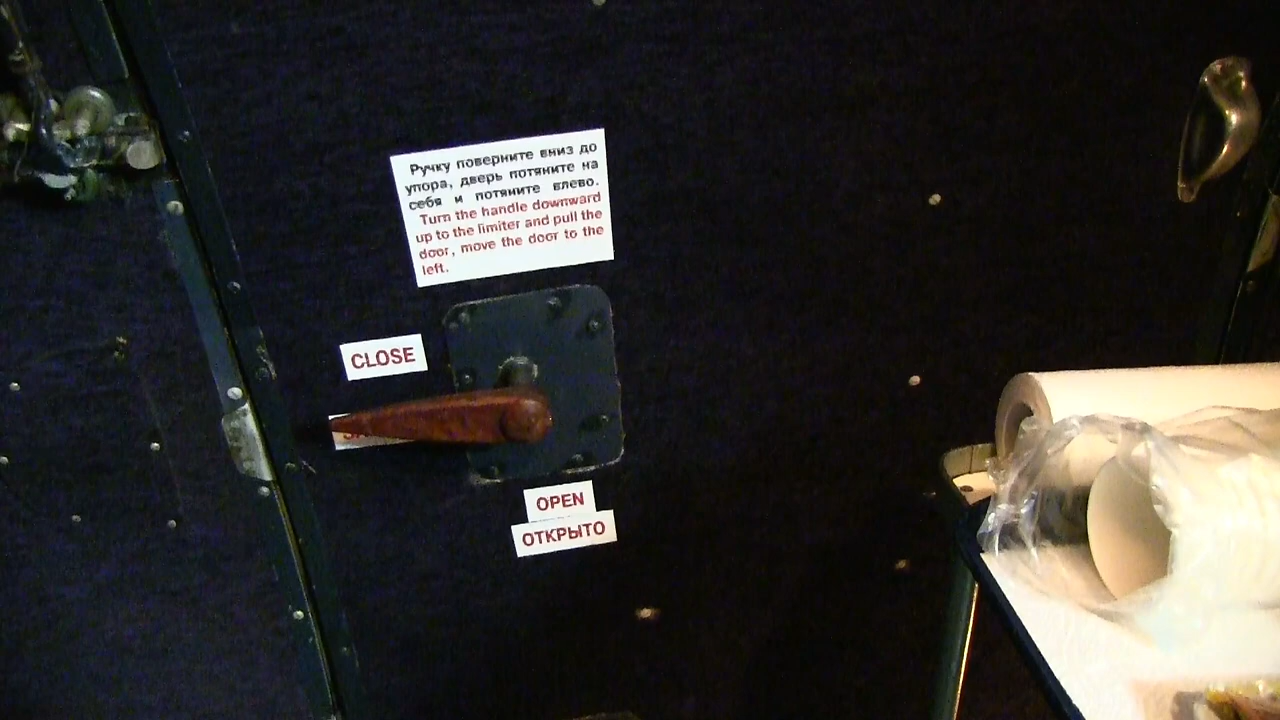 Ручку поверните вниз до
упора, дверь потяните на
себя и потяните влево.
Turn the handle downward
up to the limiter and pull the
door, move the door to the
left.
CLOSE
OPEN
ОТКРЫТО